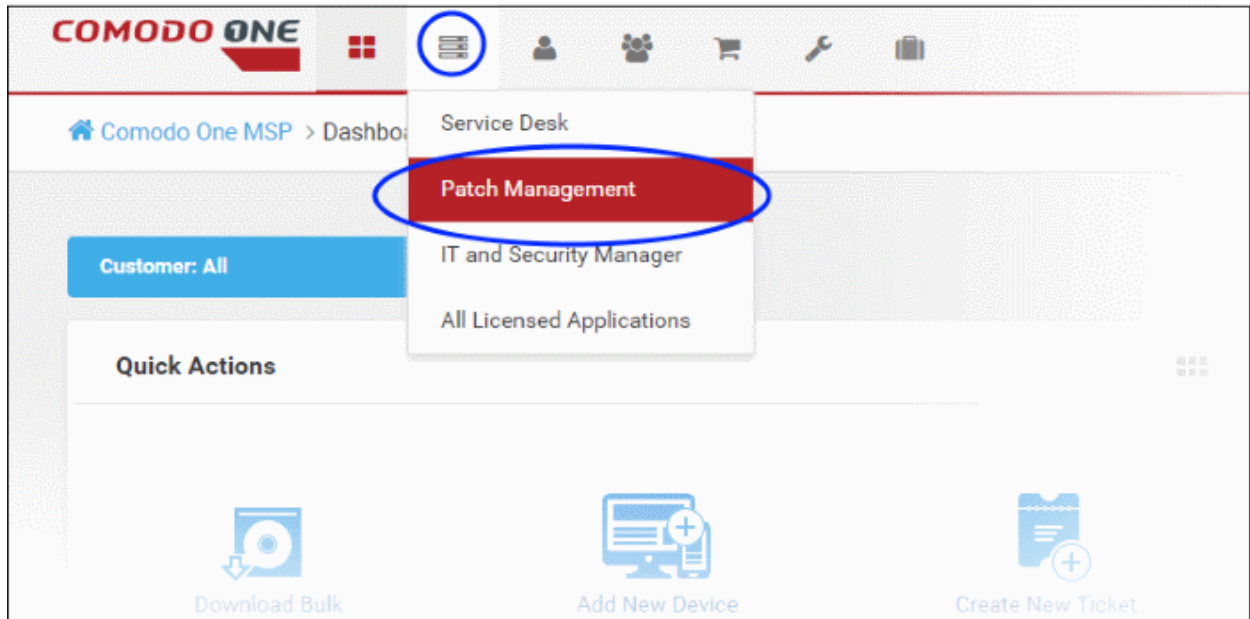 COMODO ONE
Comodo One MSP > Dashboa
Service Desk
Patch Management
IT and Security Manager
All Licensed Applications
Customer: All
Quick Actions
Download Bulk
Add New Device
Create New Ticket